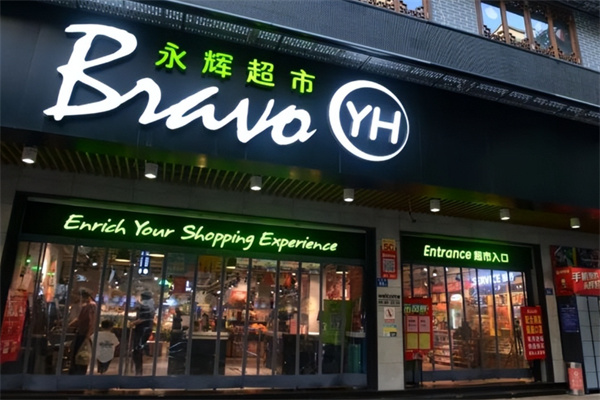 永辉超市
Bravo
YH
Enrich Your Shopping Experience
Entrance 超市入口